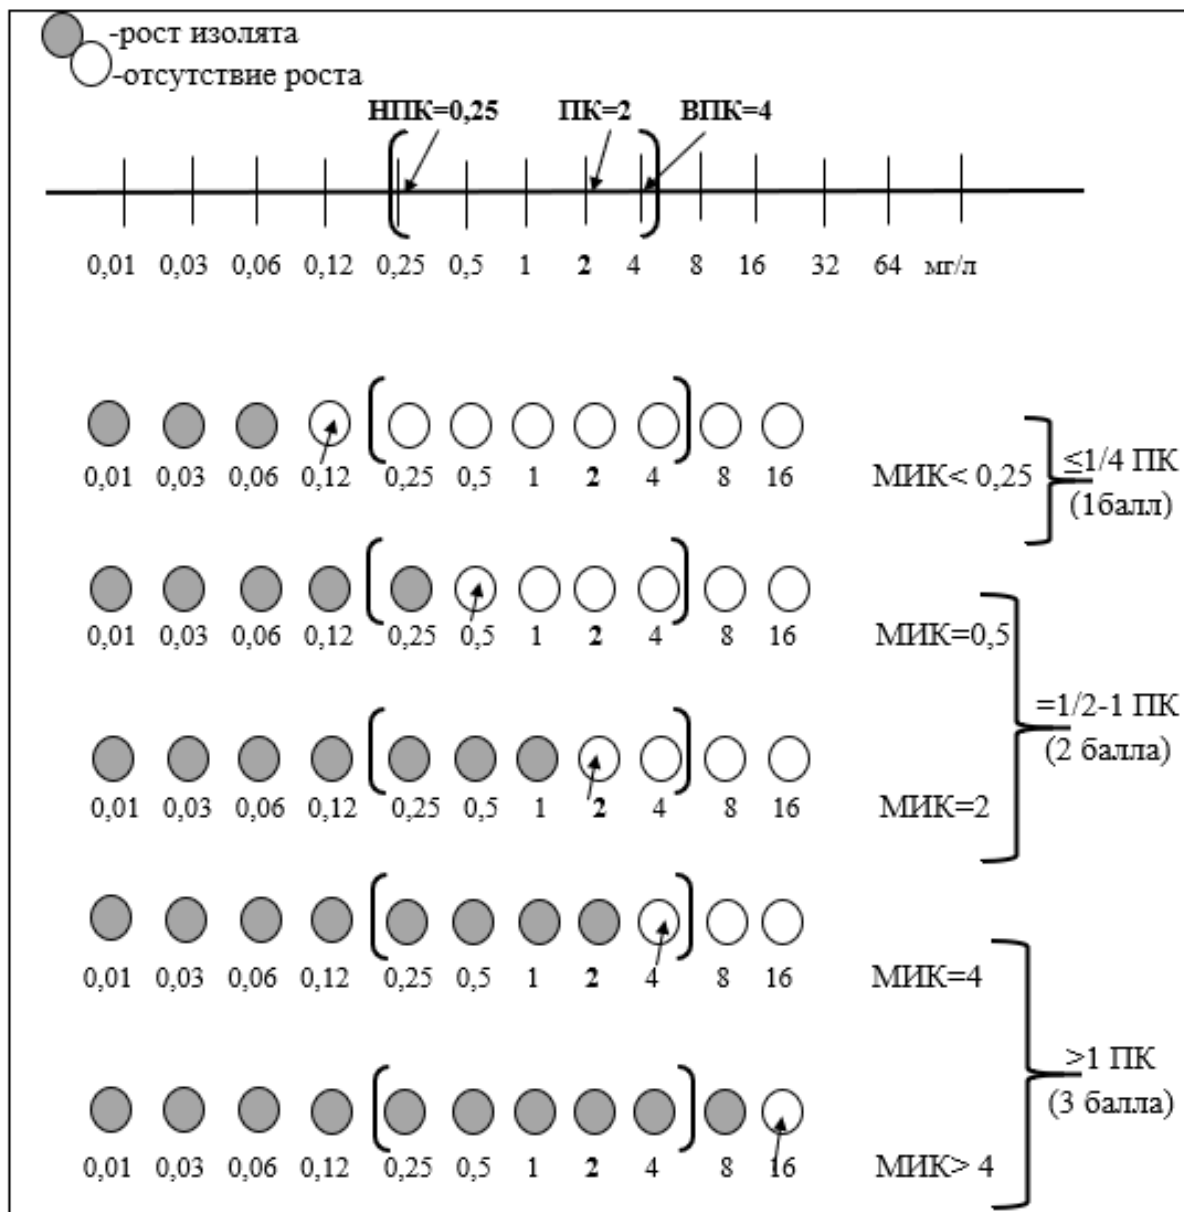 -рост изолята
-отсутствие роста
НПК=0,25 ПК=2 ВПК=4
0,01 0,03 0,06 0,12 0,25 0,5 1 2 4 8 16 32 64 мг/л
0,01 0,03 0,06 0,12 0,25 0,5 1 2 4 8 16 МИК< 0,25
≤1/4 ПК
(1балл)
0,01 0,03 0,06 0,12 0,25 0,5 1 2 4 8 16 МИК=0,5
=1/2-1 ПК
(2 балла)
0,01 0,03 0,06 0,12 0,25 0,5 1 2 4 8 16 МИК=2
0,01 0,03 0,06 0,12 0,25 0,5 1 2 4 8 16 МИК=4
>1 ПК
(3 балла)
0,01 0,03 0,06 0,12 0,25 0,5 1 2 4 8 16 МИК> 4